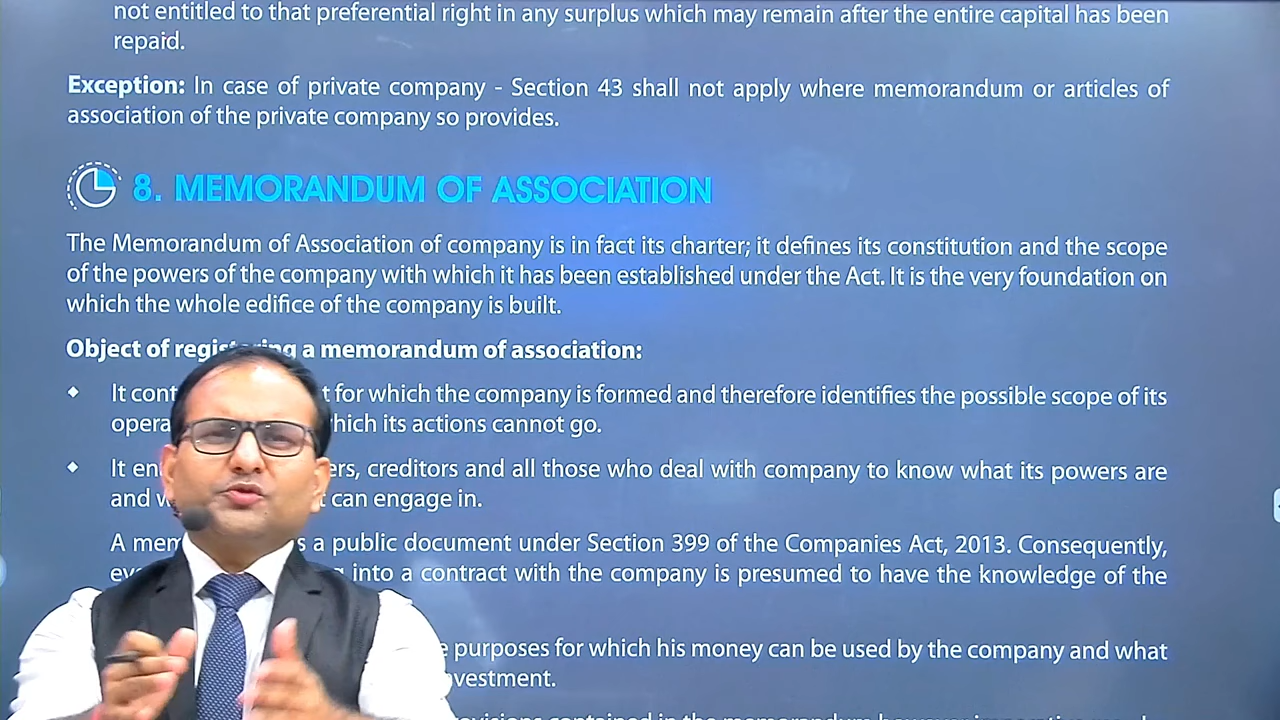 not entitled to that preferential right in any surplus which may remain after the entire capital has been
repaid.
Exception: In case of private company - Section 43 shall not apply where memorandum or articles of
association of the private company so provides.
8. MEMORANDUM OF ASSOCIATION
The Memorandum of Association of company is in fact its charter; it defines its constitution and the scope
of the powers of the company with which it has been established under the Act. It is the very foundation on
which the whole edifice of the company is built.
Object of registering a memorandum of association:
It for which the company is formed and therefore identifies the possible scope of its
which its actions cannot go.
It creditors and all those who deal with company to know what its powers are
and can engage in.
A a public document under Section 399 of the Companies Act, 2013. Consequently,
into a contract with the company is presumed to have the knowledge of the
purposes for which his money can be used by the company and what
contained in the memorandum